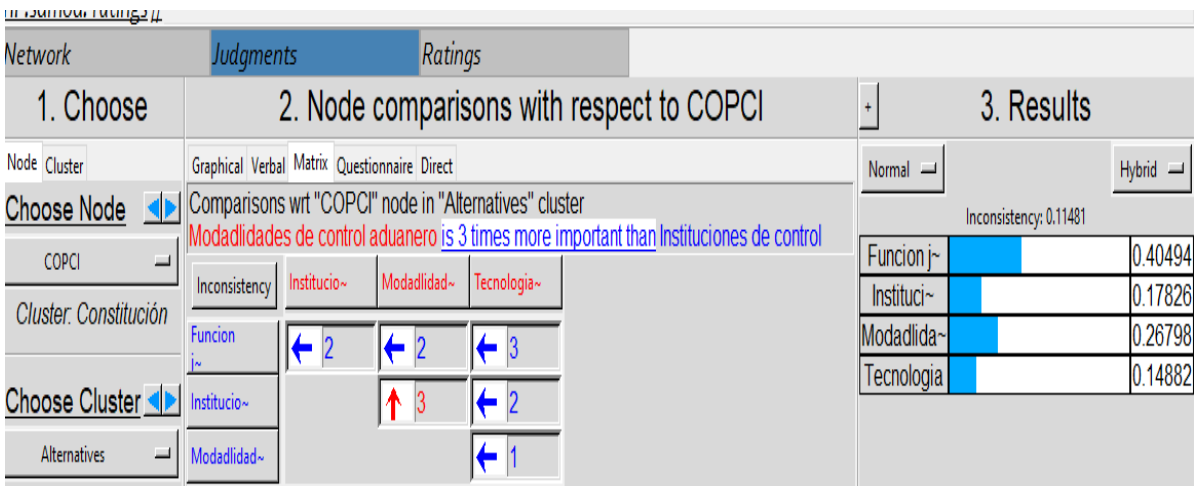 Network Judgments Ratings
1. Choose 2. Node comparisons with respect to COPCI + 3. Results
Node Cluster Graphical Verbal Matrix Questionnaire Direct Normal Hybrid
Choose Node
COPCI
Cluster: Constitución
Choose Cluster
Alternatives
Comparisons wrt "COPCI" node in "Alternatives" cluster
Modadlidades de control aduanero is 3 times more important than Instituciones de control
Inconsistency Institucio~ Modadlidad~ Tecnologia~
Funcion j~ 2 2 3
Institucio~ 3 2
Modadlidad~ 1
Inconsistency: 0.11481
Funcion j~ 0.40494
Instituci~ 0.17826
Modadlida~ 0.26798
Tecnologia 0.14882